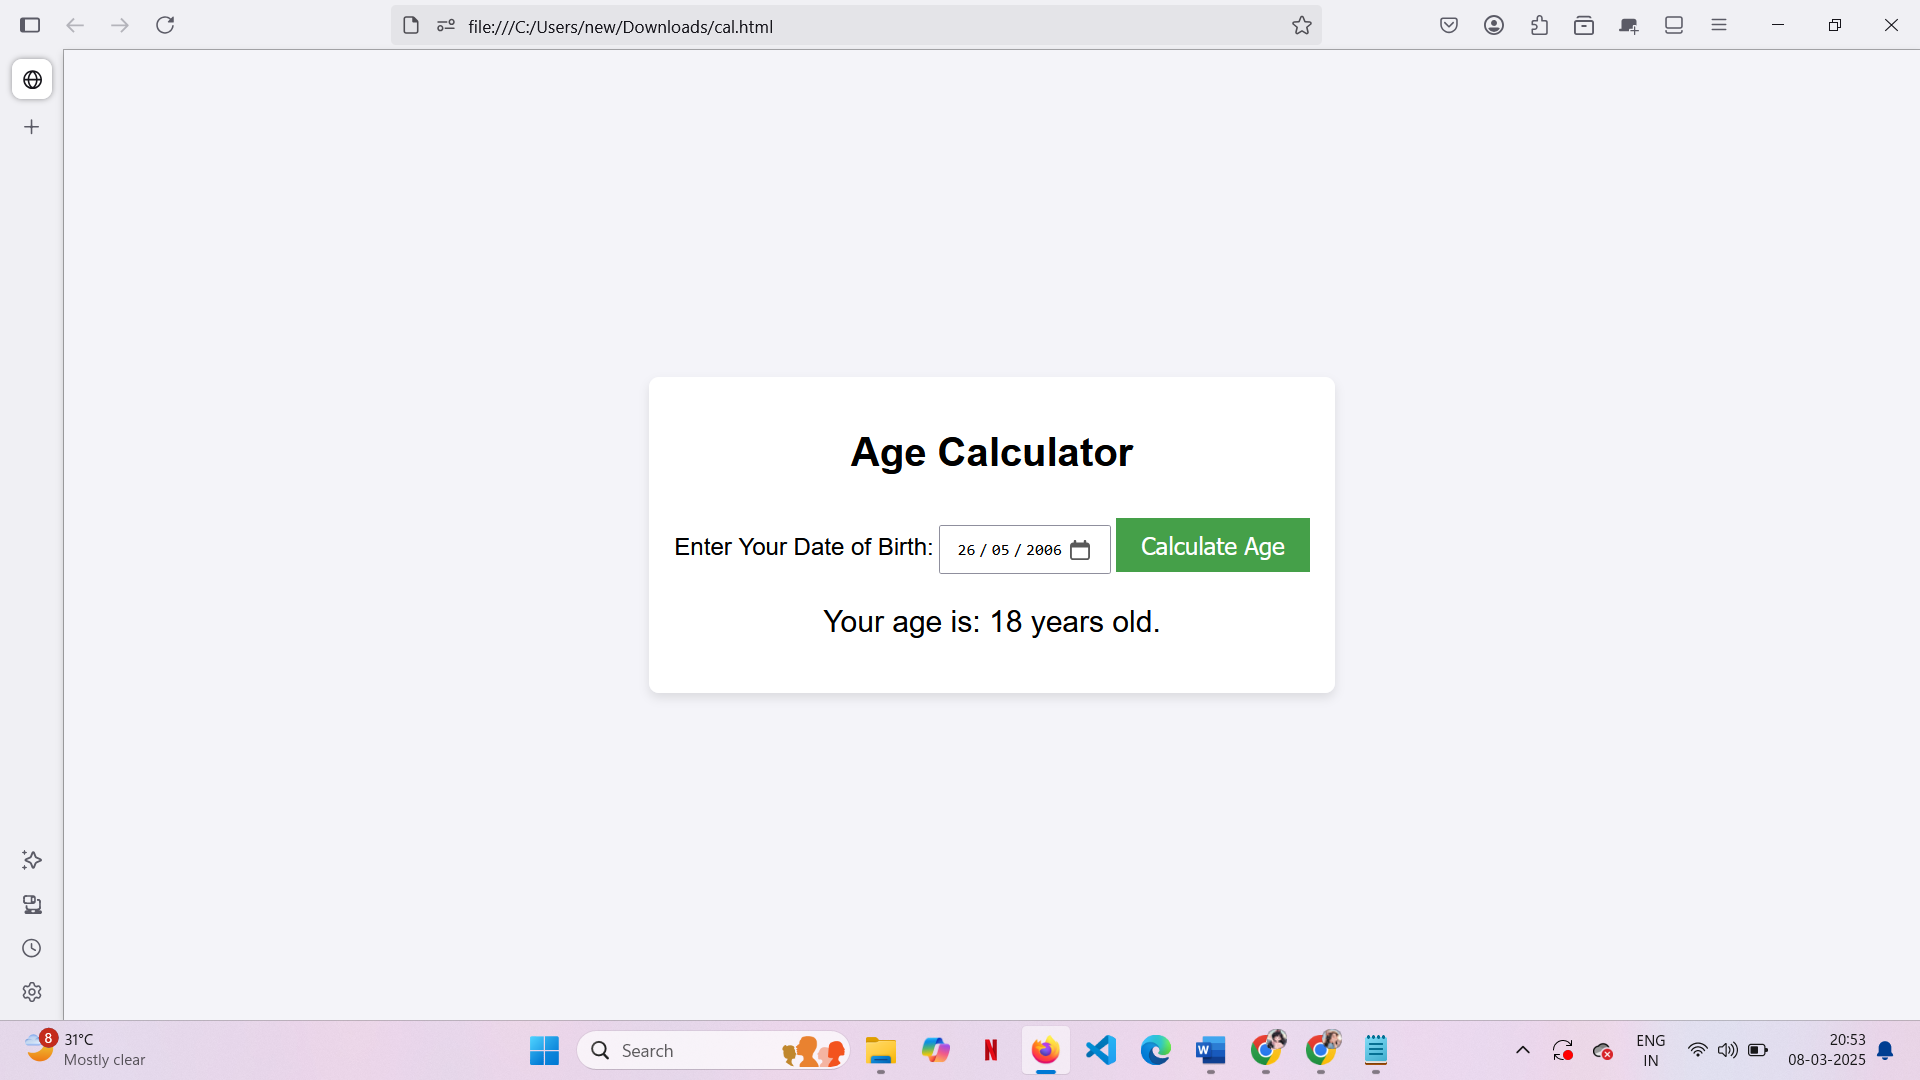 file:///C:/Users/new/Downloads/cal.html
Age Calculator
Enter Your Date of Birth: 26 / 05 / 2006 Calculate Age
Your age is: 18 years old.
8 31°C
Mostly clear
Search
N
W
ENG
IN
20:53
08-03-2025